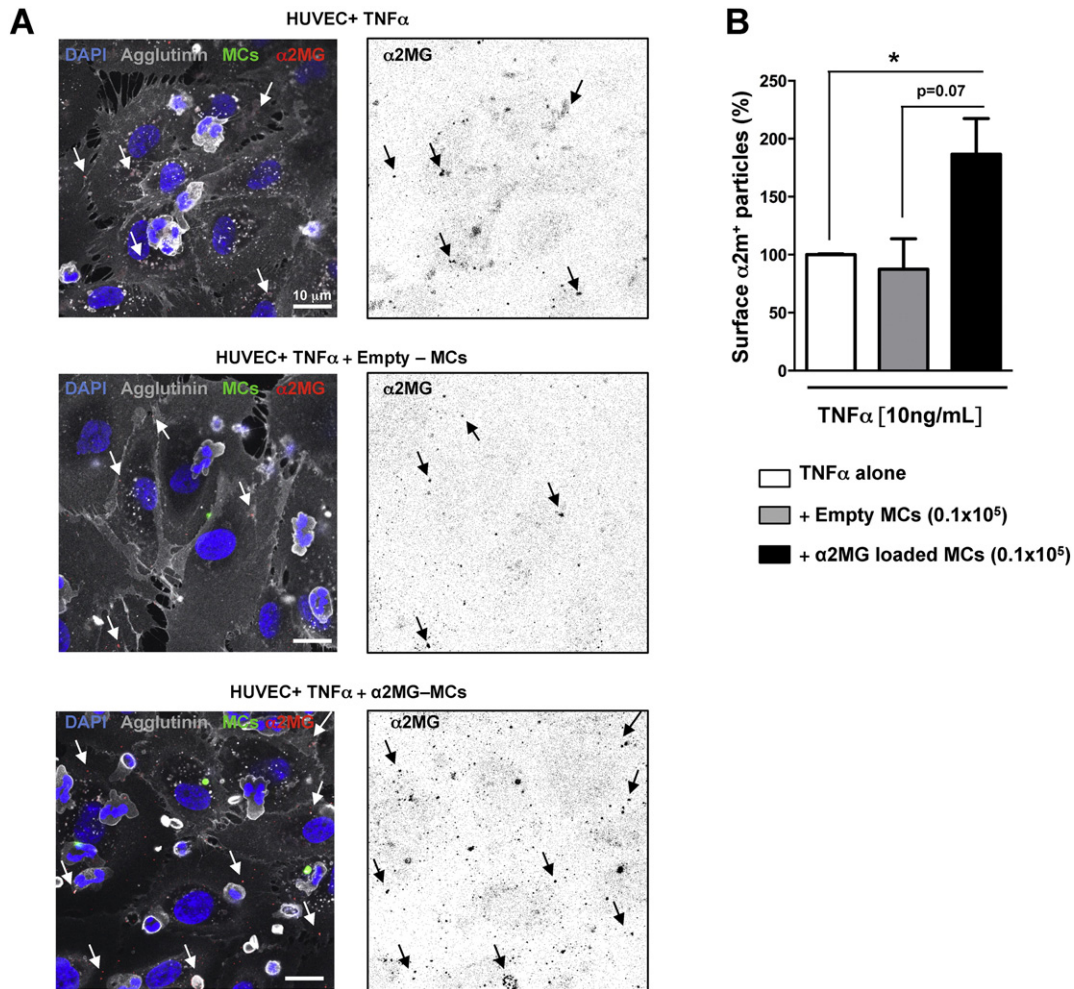 A
HUVEC+ TNFα
DAPI Agglutinin MCs α2MG
10 μm
α2MG
HUVEC+ TNFα + Empty – MCs
DAPI Agglutinin MCs α2MG
α2MG
HUVEC+ TNFα + α2MG–MCs
DAPI Agglutinin MCs α2MG
α2MG
B
*
p=0.07
250
200
150
100
50
0
Surface α2m⁺ particles (%)
TNFα [10ng/mL]
TNFα alone
+ Empty MCs (0.1x10⁵)
+ α2MG loaded MCs (0.1x10⁵)